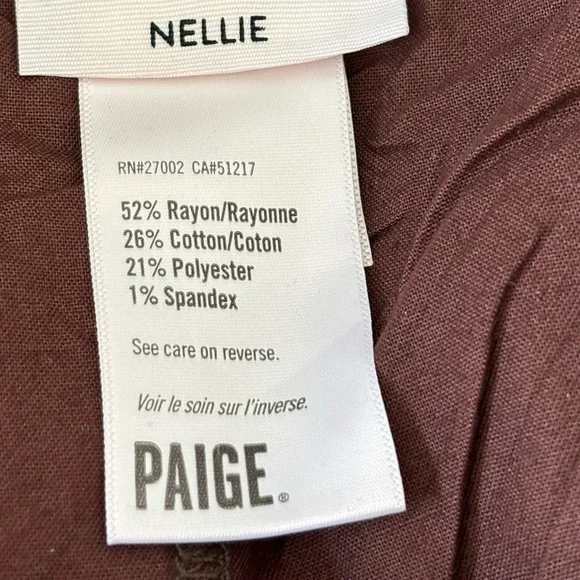 NELLIE
RN#27002 CA#51217
52% Rayon/Rayonne
26% Cotton/Coton
21% Polyester
1% Spandex
See care on reverse.
Voir le soin sur l'inverse.
PAIGE®